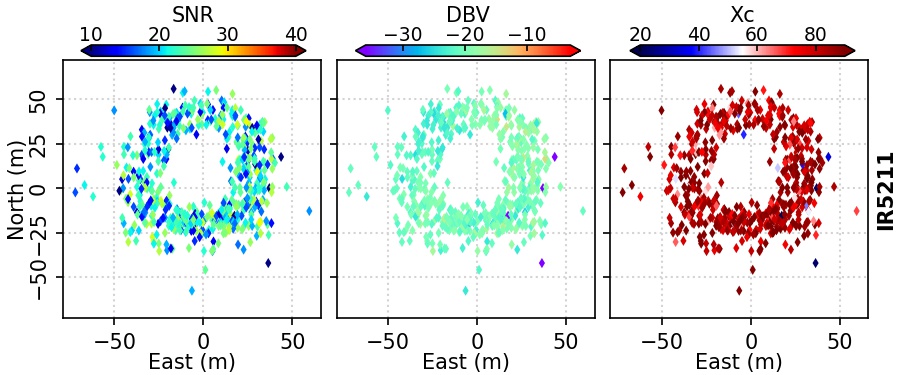 SNR DBV Xc
10 20 30 40 −30 −20 −10 20 40 60 80
50
25
0
−25
−50
North (m)
−50 0 50 −50 0 50 −50 0 50
East (m) East (m) East (m)
IR5211